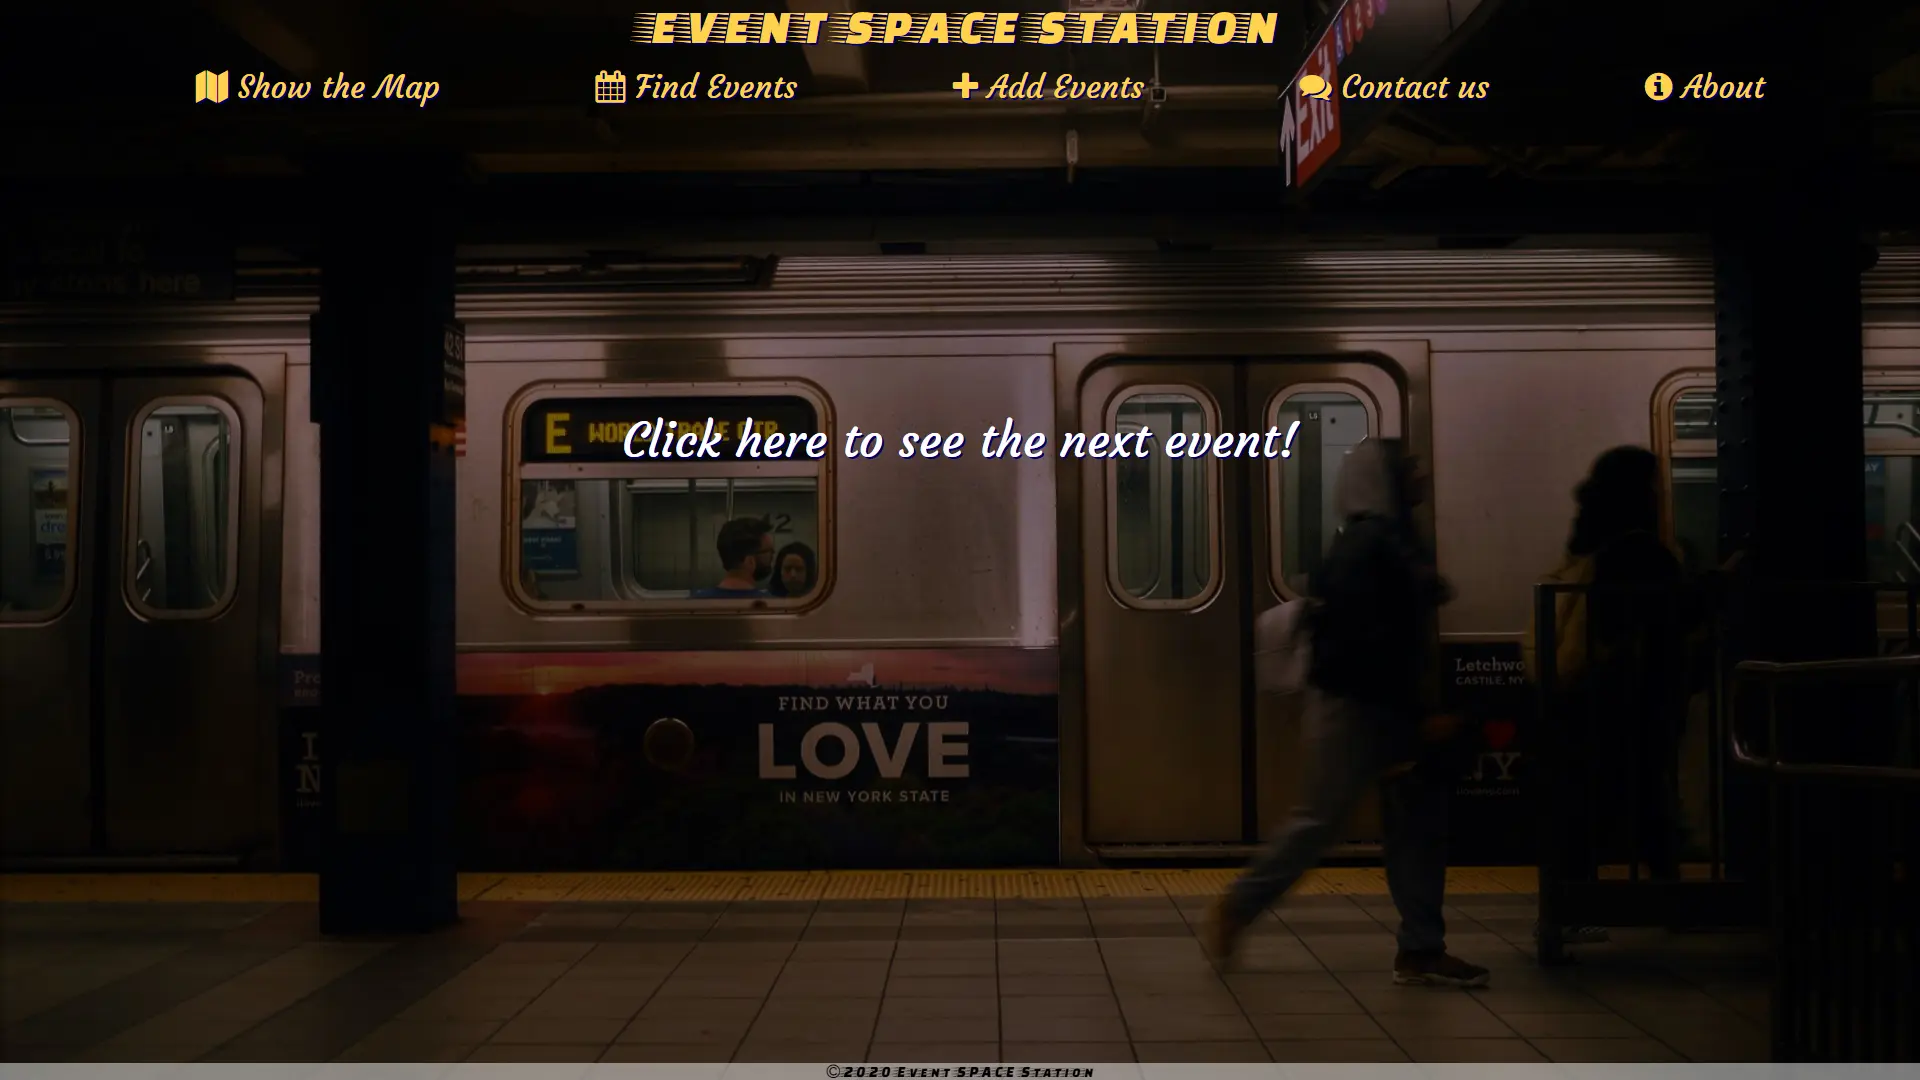 EVENT SPACE STATION
Show the Map
Find Events
Add Events
Contact us
About
Exit
E
Click here to see the next event!
FIND WHAT YOU
LOVE
IN NEW YORK STATE
CASTILE, NY
©2020 EVENT SPACE STATION